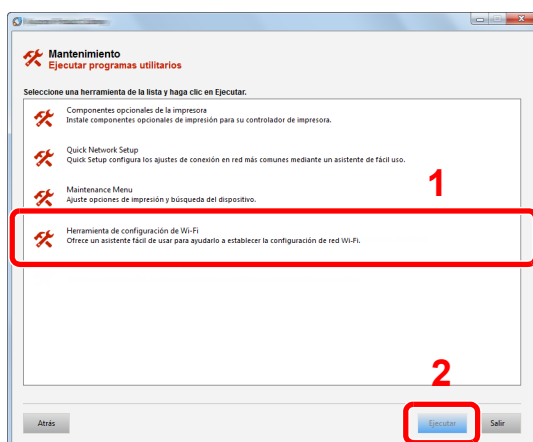 Mantenimiento
Ejecutar programas utilitarios
Seleccione una herramienta de la lista y haga clic en Ejecutar.
Componentes opcionales de la impresora
Instale componentes opcionales de impresión para su controlador de impresora.
Quick Network Setup
Quick Setup configura los ajustes de conexión en red más comunes mediante un asistente de fácil uso.
1
Maintenance Menu
Ajuste opciones de impresión y búsqueda del dispositivo.
Herramienta de configuración de Wi-Fi
Ofrece un asistente fácil de usar para ayudarlo a establecer la configuración de red Wi-Fi.
2
Atrás Ejecutar Salir